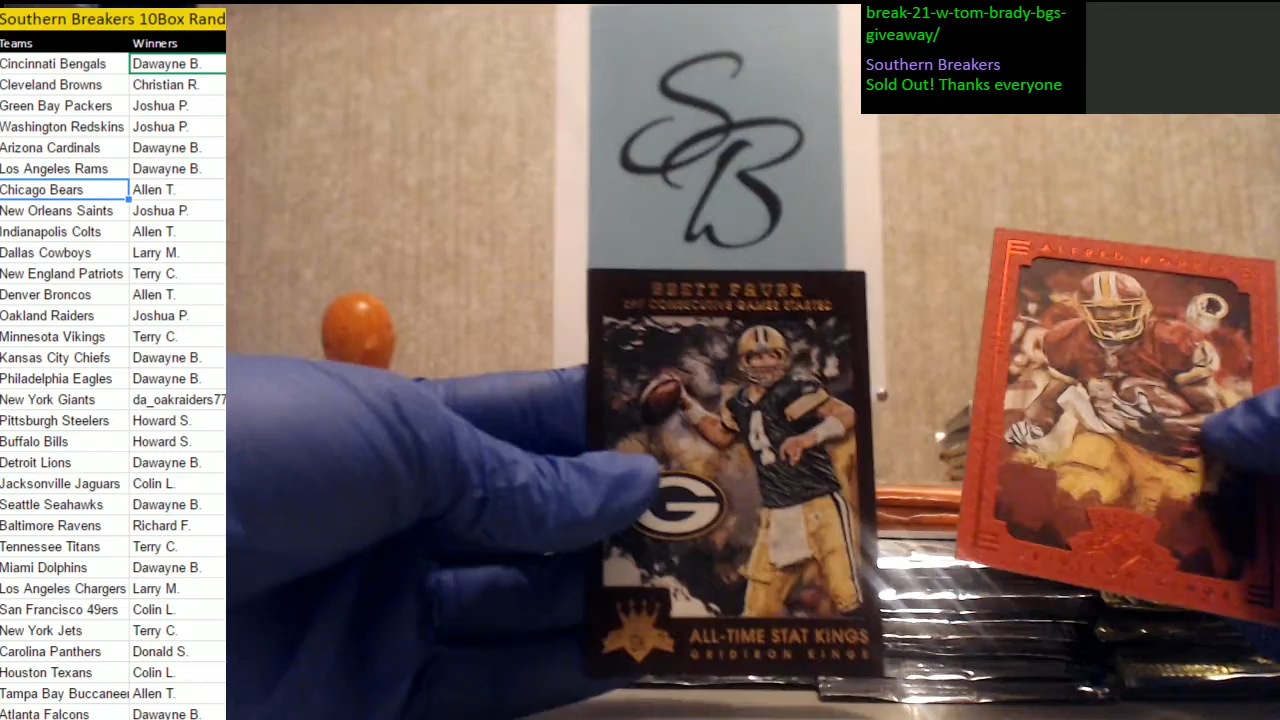 Southern Breakers 10Box Rand
Teams Winners
Cincinnati Bengals Dawayne B.
Cleveland Browns Christian R.
Green Bay Packers Joshua P.
Washington Redskins Joshua P.
Arizona Cardinals Dawayne B.
Los Angeles Rams Dawayne B.
Chicago Bears Allen T.
New Orleans Saints Joshua P.
Indianapolis Colts Allen T.
Dallas Cowboys Larry M.
New England Patriots Terry C.
Denver Broncos Allen T.
Oakland Raiders Joshua P.
Minnesota Vikings Terry C.
Kansas City Chiefs Dawayne B.
Philadelphia Eagles Dawayne B.
New York Giants da_oakraiders77
Pittsburgh Steelers Howard S.
Buffalo Bills Howard S.
Detroit Lions Dawayne B.
Jacksonville Jaguars Colin L.
Seattle Seahawks Dawayne B.
Baltimore Ravens Richard F.
Tennessee Titans Terry C.
Miami Dolphins Dawayne B.
Los Angeles Chargers Larry M.
San Francisco 49ers Colin L.
New York Jets Terry C.
Carolina Panthers Donald S.
Houston Texans Colin L.
Tampa Bay Buccaneer Allen T.
Atlanta Falcons Dawayne B.
break-21-w-tom-brady-bgs-
giveaway/
Southern Breakers
Sold Out! Thanks everyone
SB
BRETT FAVRE
297 CONSECUTIVE GAMES STARTED
4
G
ALL-TIME STAT KINGS
GRIDIRON KINGS
ALFRED